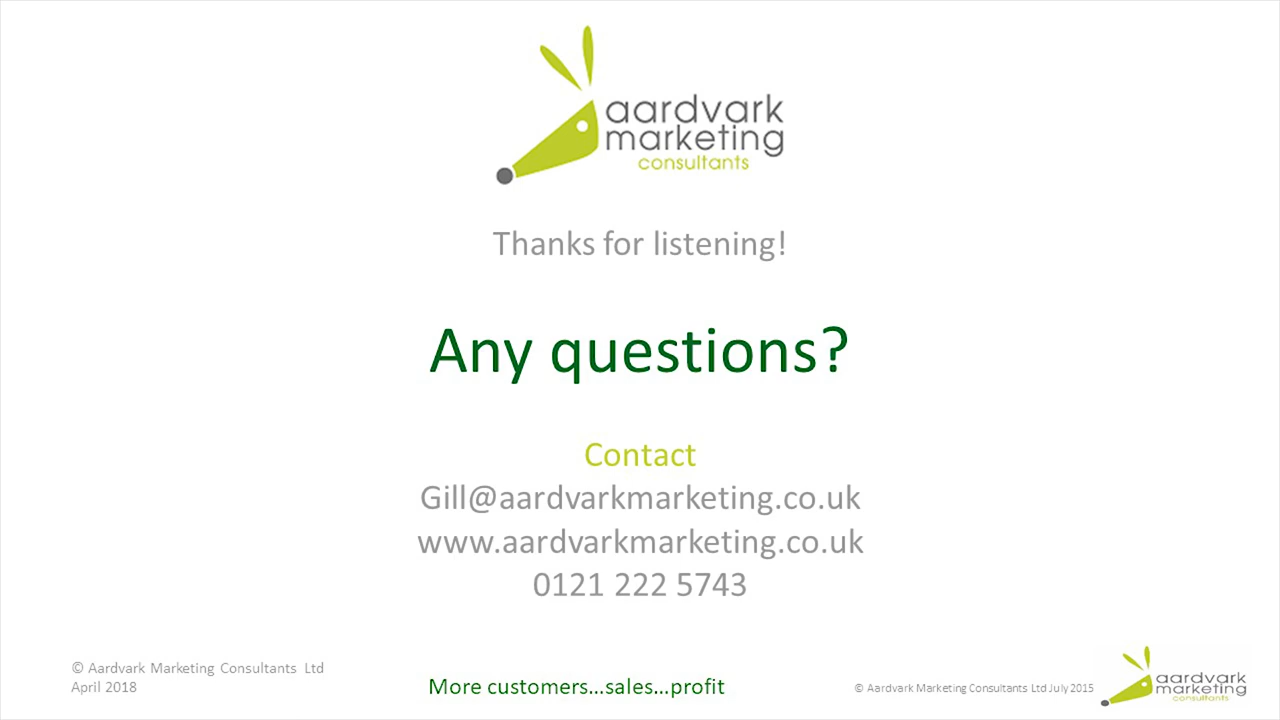 aardvark
marketing
consultants
Thanks for listening!
Any questions?
Contact
Gill@aardvarkmarketing.co.uk
www.aardvarkmarketing.co.uk
0121 222 5743
© Aardvark Marketing Consultants Ltd
April 2018
More customers...sales...profit
© Aardvark Marketing Consultants Ltd July 2015
aardvark
marketing
consultants